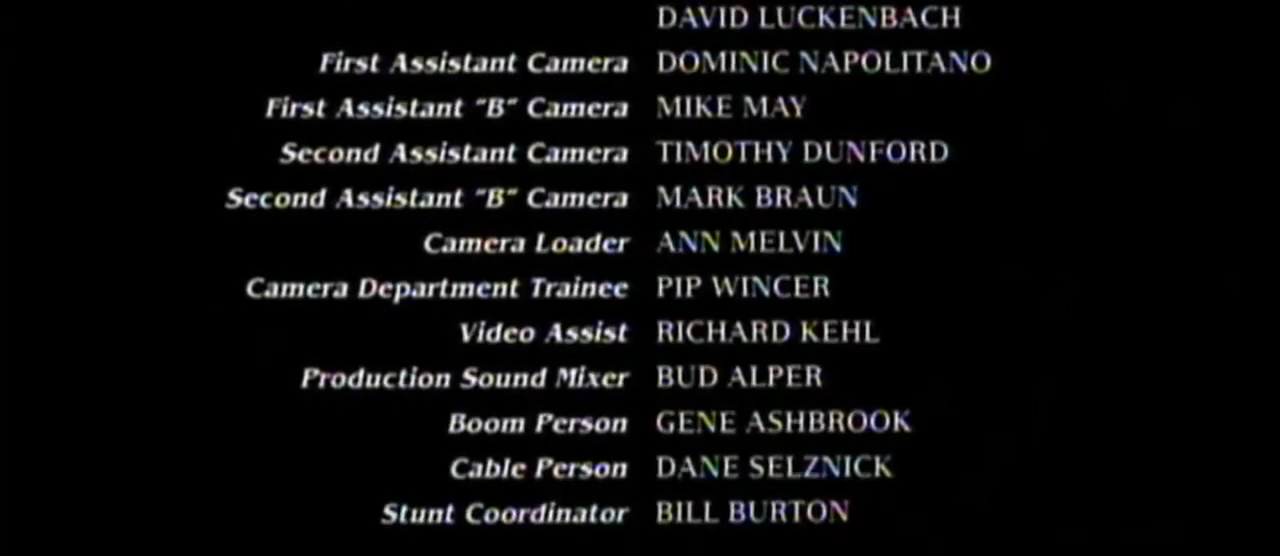 DAVID LUCKENBACH
First Assistant Camera DOMINIC NAPOLITANO
First Assistant "B" Camera MIKE MAY
Second Assistant Camera TIMOTHY DUNFORD
Second Assistant "B" Camera MARK BRAUN
Camera Loader ANN MELVIN
Camera Department Trainee PIP WINCER
Video Assist RICHARD KEHL
Production Sound Mixer BUD ALPER
Boom Person GENE ASHBROOK
Cable Person DANE SELZNICK
Stunt Coordinator BILL BURTON